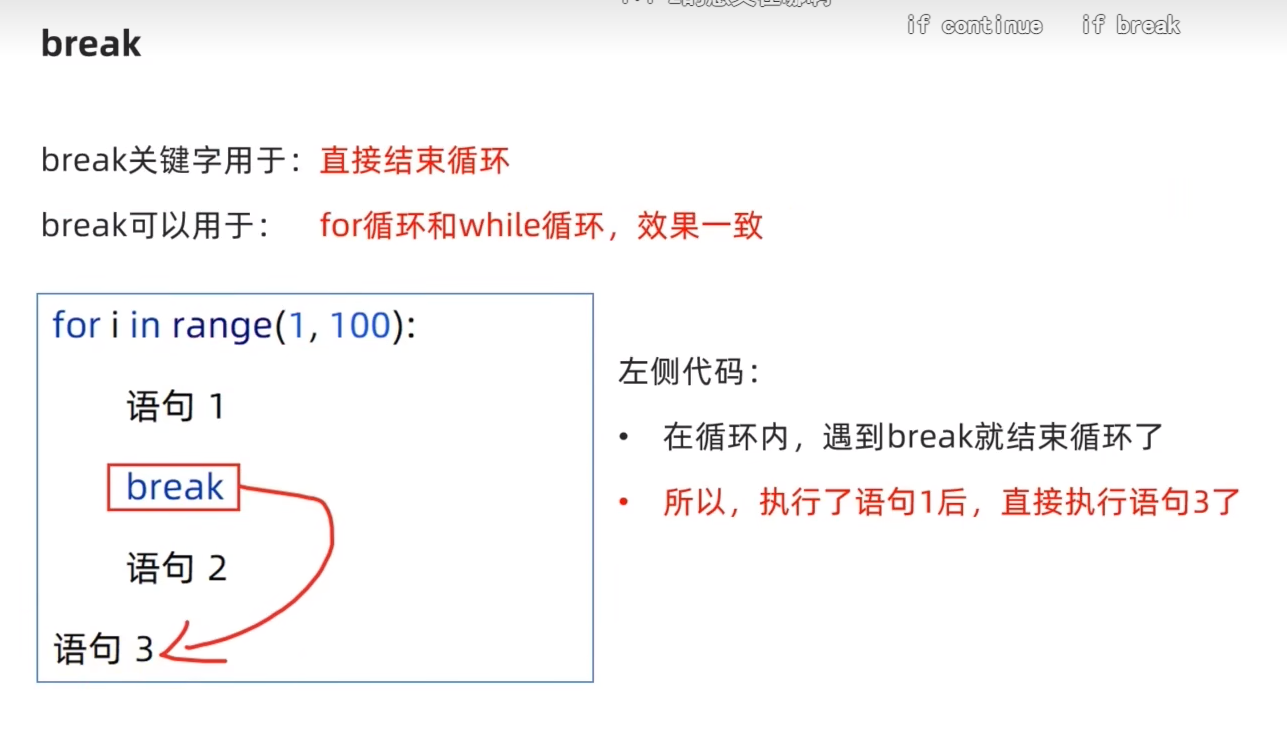 if continue if break
break
break关键字用于：直接结束循环
break可以用于： for循环和while循环，效果一致
for i in range(1, 100):
语句 1
break
语句 2
语句 3
左侧代码：
• 在循环内，遇到break就结束循环了
• 所以，执行了语句1后，直接执行语句3了